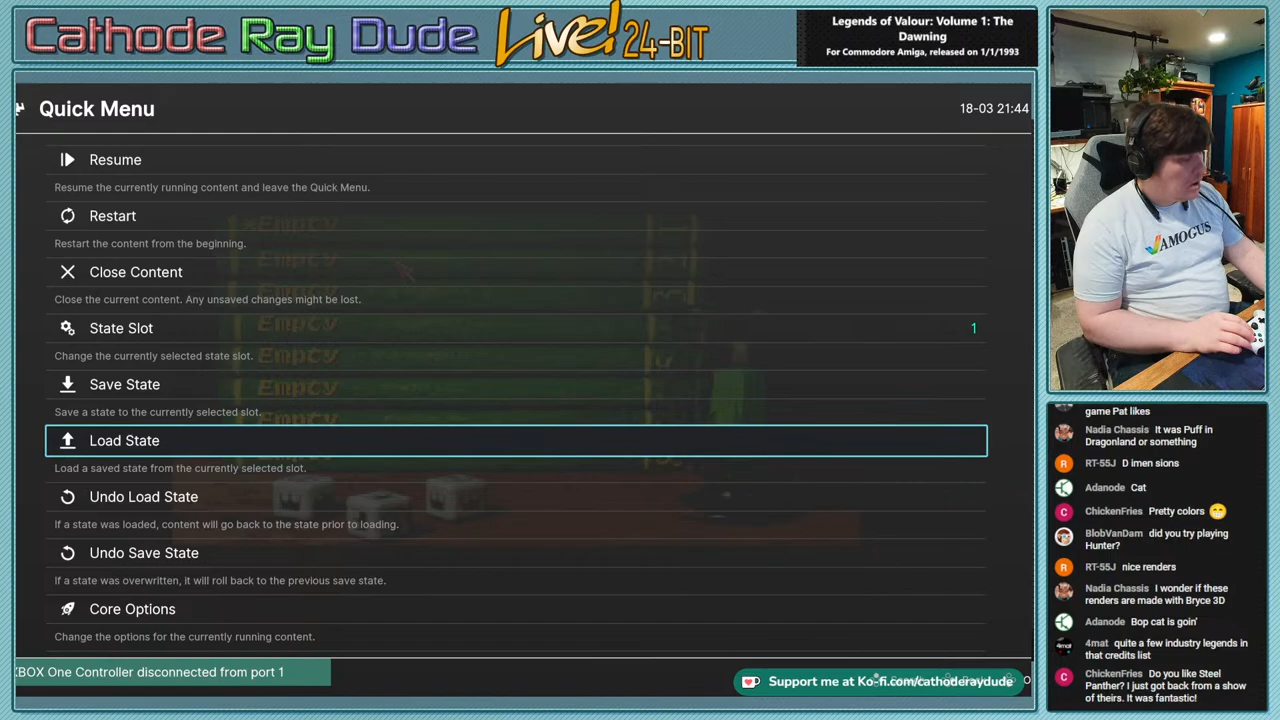 Cathode Ray Dude Live! 24-BIT
Legends of Valour: Volume 1: The
Dawning
For Commodore Amiga, released on 1/1/1993
Quick Menu
18-03 21:44
Resume
Resume the currently running content and leave the Quick Menu.
Restart
Restart the content from the beginning.
Close Content
Close the current content. Any unsaved changes might be lost.
State Slot
1
Change the currently selected state slot.
Save State
Save a state to the currently selected slot.
Load State
Load a saved state from the currently selected slot.
Undo Load State
If a state was loaded, content will go back to the state prior to loading.
Undo Save State
If a state was overwritten, it will roll back to the previous save state.
Core Options
Change the options for the currently running content.
XBOX One Controller disconnected from port 1
Support me at Ko-fi.com/cathoderaydude
*Empty
Empty
Empty
Empty
Empty
Empty
AMOGUS
game Pat likes
Nadia Chassis It was Puff in
Dragonland or something
RT-55J D imen sions
Adanode Cat
ChickenFries Pretty colors 😁
BlobVanDam did you try playing
Hunter?
RT-55J nice renders
Nadia Chassis I wonder if these
renders are made with Bryce 3D
Adanode Bop cat is goin'
4mat quite a few industry legends in
that credits list
ChickenFries Do you like Steel
Panther? I just got back from a show
of theirs. It was fantastic!